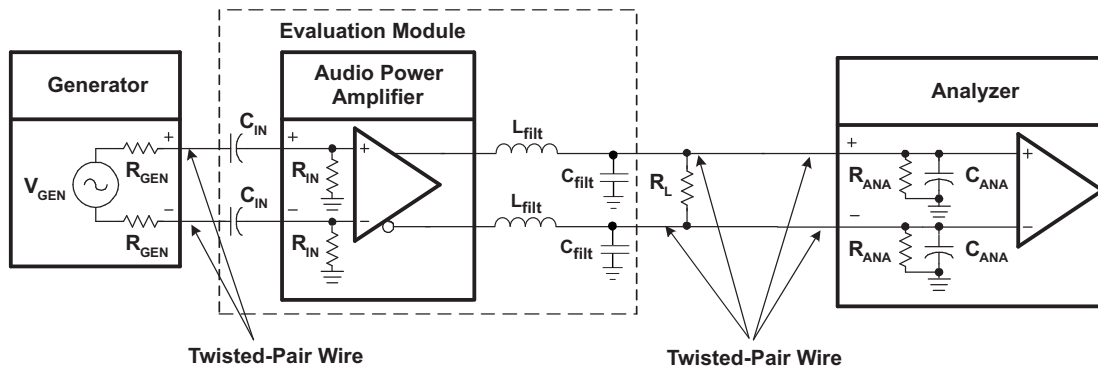 Evaluation Module
Generator
Audio Power
Amplifier
Analyzer
C_IN
L_filt
+
+
+
+
+
R_GEN
R_IN
C_filt
R_L
R_ANA
C_ANA
V_GEN
−
C_IN
−
−
L_filt
−
−
R_GEN
R_IN
C_filt
R_ANA
C_ANA
Twisted-Pair Wire
Twisted-Pair Wire